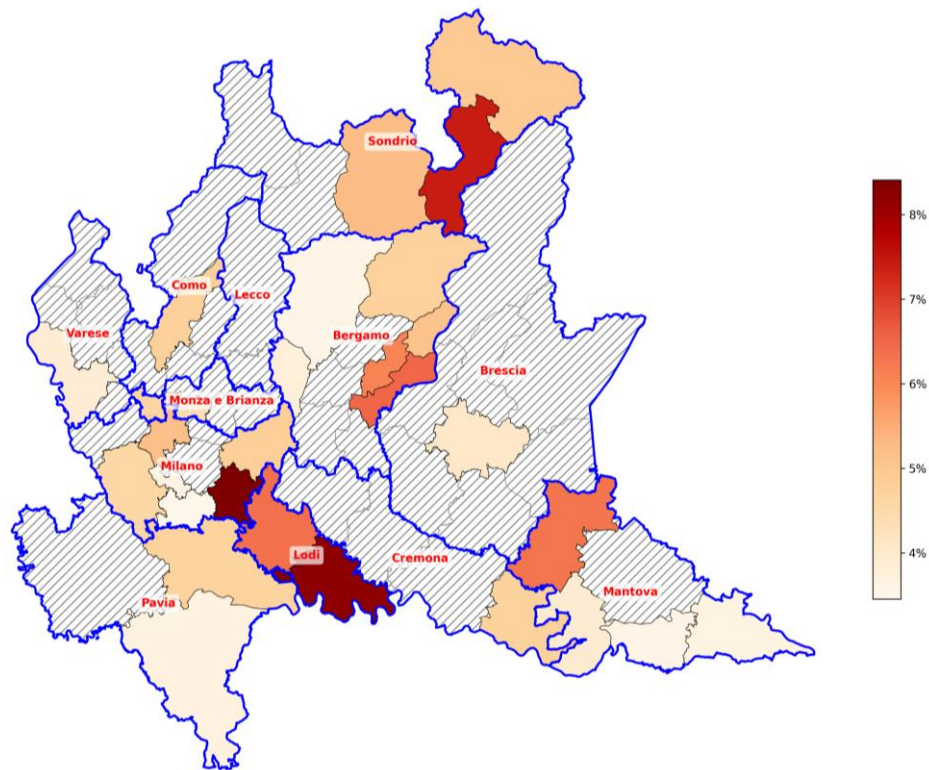 Sondrio
Como
Lecco
Varese
Bergamo
Brescia
Monza e Brianza
Milano
Lodi
Cremona
Pavia
Mantova
8%
7%
6%
5%
4%